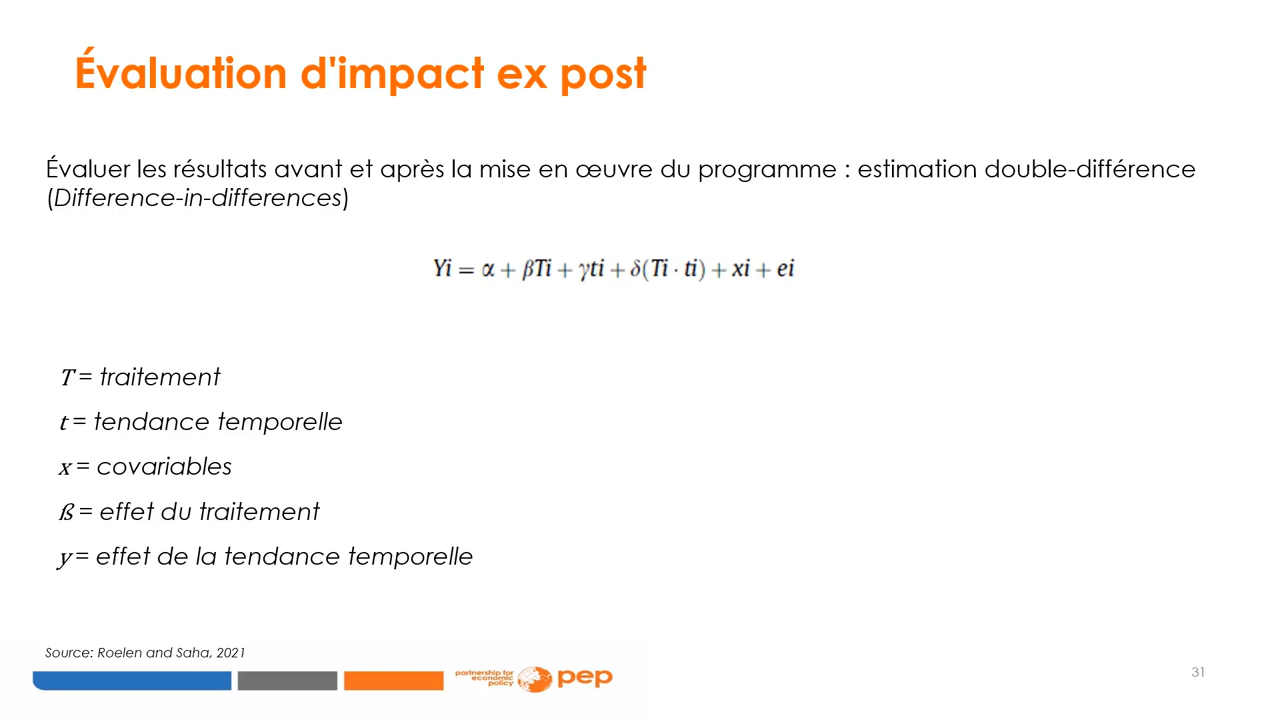 Évaluation d'impact ex post
Évaluer les résultats avant et après la mise en œuvre du programme : estimation double-différence
(Difference-in-differences)
Yi = α + βTi + γti + δ(Ti · ti) + xi + ei
T = traitement
t = tendance temporelle
x = covariables
ß = effet du traitement
y = effet de la tendance temporelle
Source: Roelen and Saha, 2021
partnership for
economic
policy
pep
31